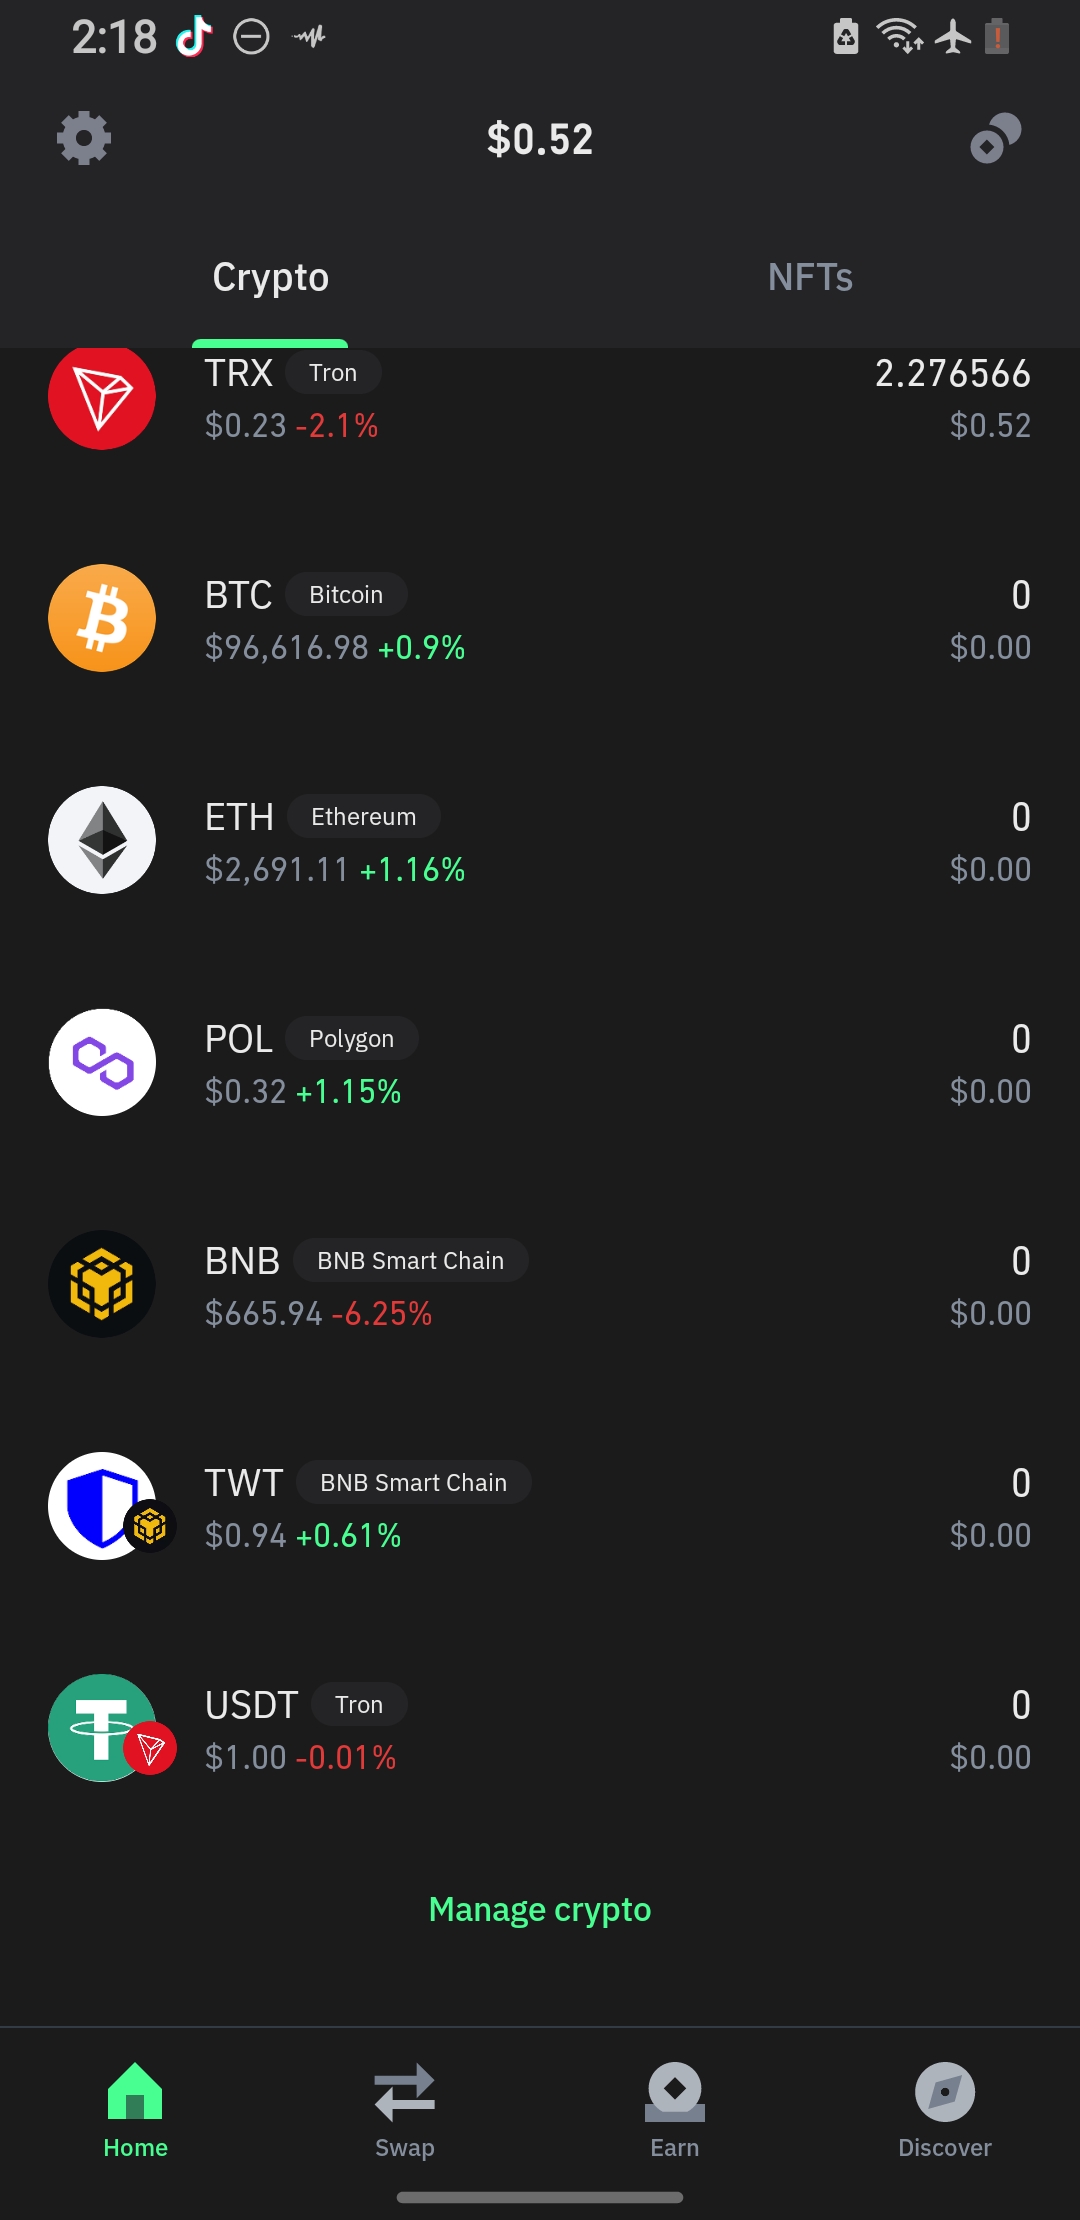 2:18
$0.52
Crypto NFTs
TRX Tron 2.276566
$0.23 -2.1% $0.52
BTC Bitcoin 0
$96,616.98 +0.9% $0.00
ETH Ethereum 0
$2,691.11 +1.16% $0.00
POL Polygon 0
$0.32 +1.15% $0.00
BNB BNB Smart Chain 0
$665.94 -6.25% $0.00
TWT BNB Smart Chain 0
$0.94 +0.61% $0.00
USDT Tron 0
$1.00 -0.01% $0.00
Manage crypto
Home Swap Earn Discover